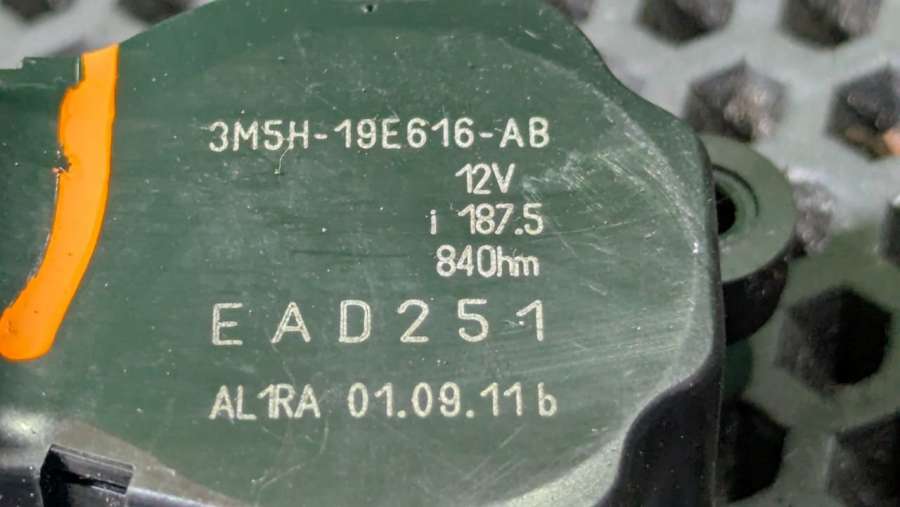 3M5H-19E616-AB
12V
i 187.5
84Ohm
EAD251
AL1RA 01.09.11b